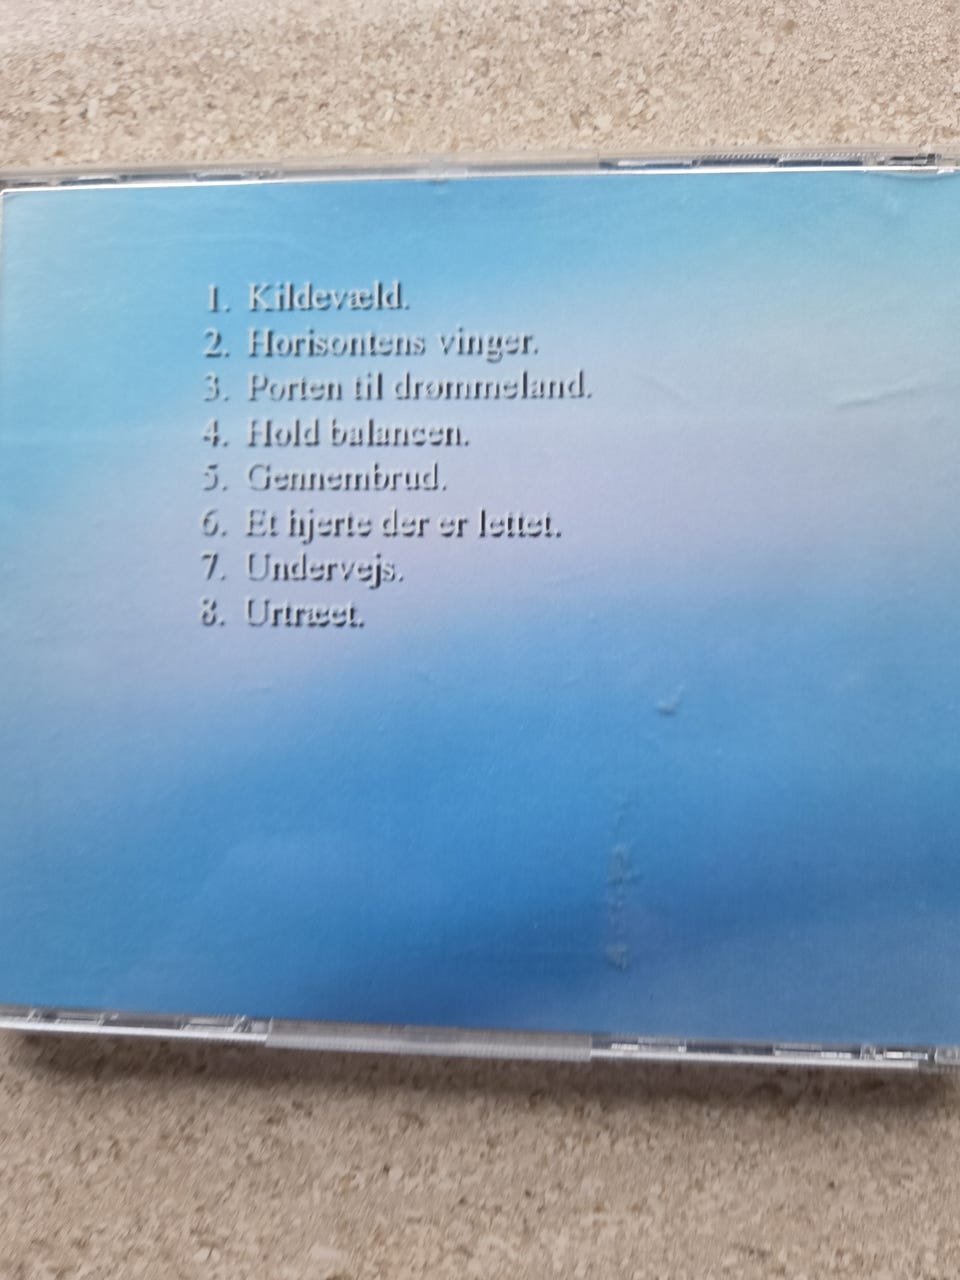 1. Kildevæld.
2. Horisontens vinger.
3. Porten til drømmeland.
4. Hold balancen.
5. Gennembrud.
6. Et hjerte der er lettet.
7. Undervejs.
8. Urtræet.